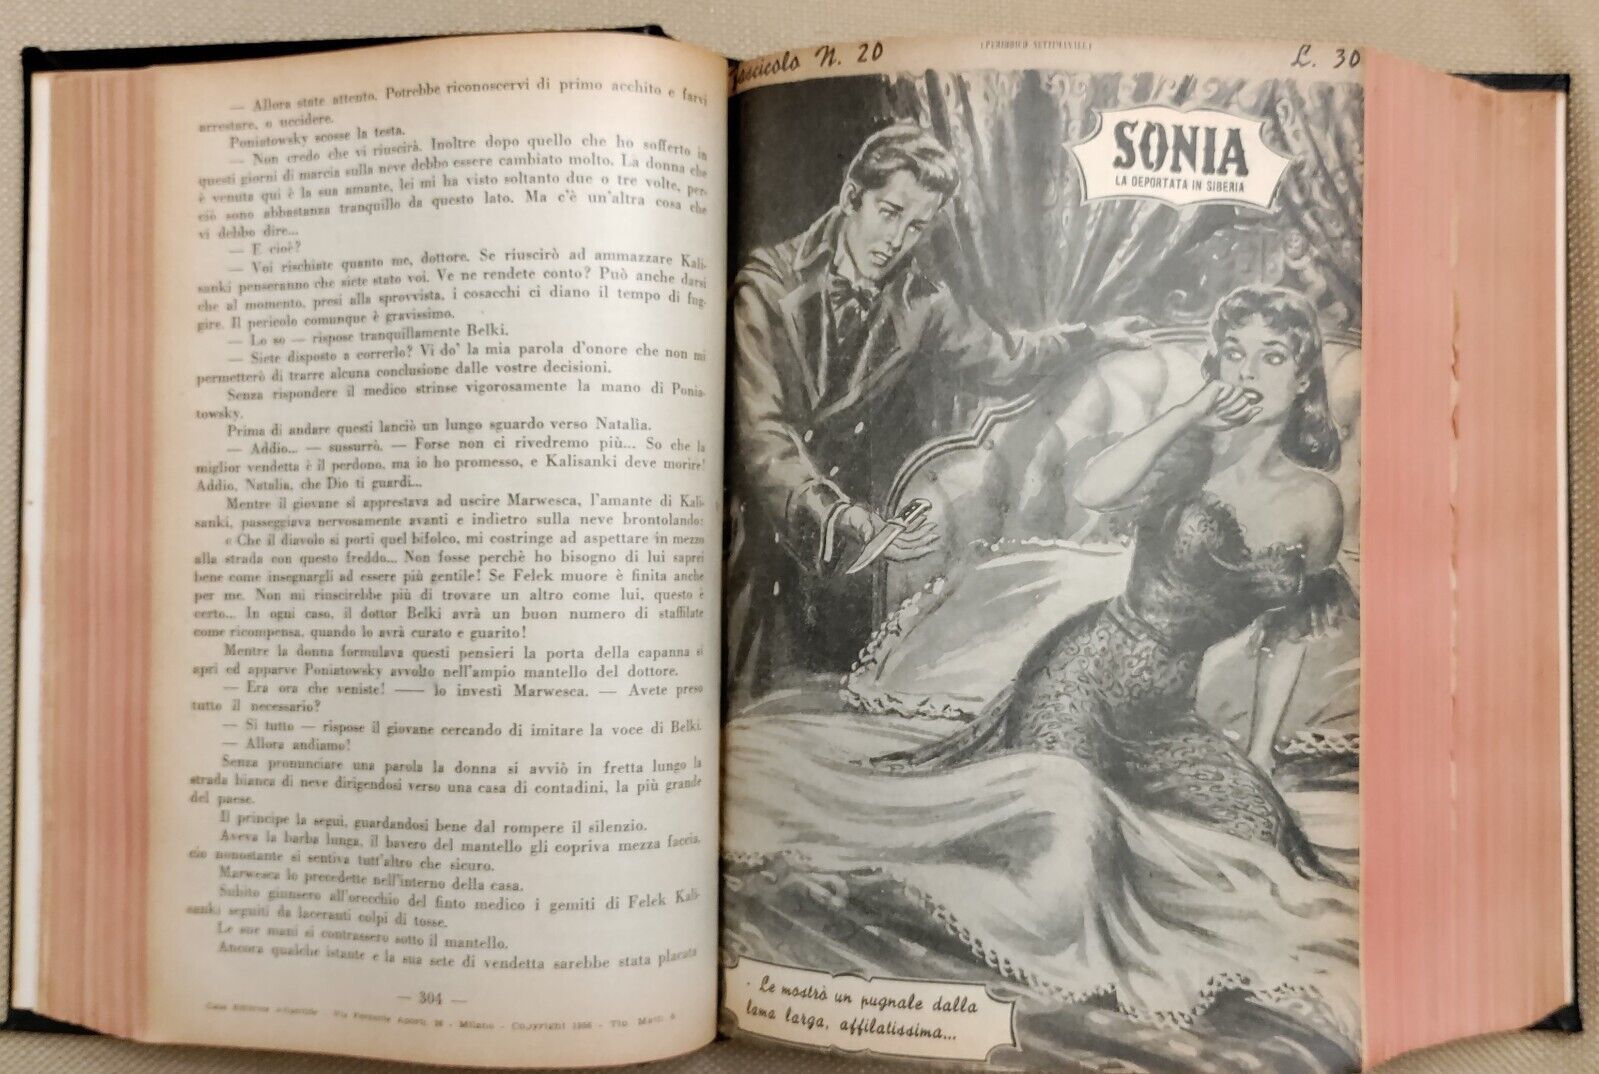 — Allora state attento. Potrebbe riconoscervi di primo acchito e farvi
arrestare, o uccidere.
Poniatowsky scosse la testa.
— Non credo che vi riuscirà. Inoltre dopo quello che ho sofferto in
questi giorni di marcia sulla neve debbo essere cambiato molto. La donna che
è venuta qui è la sua amante, lei mi ha visto soltanto due o tre volte, per-
ciò sono abbastanza tranquillo da questo lato. Ma c'è un'altra cosa che
vi debbo dire...
— E cioè?
— Voi rischiate quanto me, dottore. Se riuscirò ad ammazzare Kali-
sanki penseranno che siete stato voi. Ve ne rendete conto? Può anche darsi
che al momento, presi alla sprovvista, i cosacchi ci diano il tempo di fug-
gire. Il pericolo comunque è gravissimo.
— Lo so — rispose tranquillamente Belki.
— Siete disposto a correrlo? Vi do' la mia parola d'onore che non mi
permetterò di trarre alcuna conclusione dalle vostre decisioni.
Senza rispondere il medico strinse vigorosamente la mano di Ponia-
towsky.
Prima di andare questi lanciò un lungo sguardo verso Natalìa.
— Addio... — sussurrò. — Forse non ci rivedremo più... So che la
miglior vendetta è il perdono, ma io ho promesso, e Kalisanki deve morire!
Addio, Natalìa, che Dio ti guardi...
Mentre il giovane si apprestava ad uscire Marwesca, l'amante di Kali-
sanki, passeggiava nervosamente avanti e indietro sulla neve brontolando:
« Che il diavolo si porti quel bifolco, mi costringe ad aspettare in mezzo
alla strada con questo freddo... Non fosse perchè ho bisogno di lui saprei
bene come insegnargli ad essere più gentile! Se Felek muore è finita anche
per me. Non mi riuscirebbe più di trovare un altro come lui, questo è
certo... In ogni caso, il dottor Belki avrà un buon numero di staffilate
come ricompensa, quando lo avrà curato e guarito!
Mentre la donna formulava questi pensieri la porta della capanna si
aprì ed apparve Poniatowsky avvolto nell'ampio mantello del dottore.
— Era ora che veniste! — lo investì Marwesca. — Avete preso
tutto il necessario?
— Sì tutto — rispose il giovane cercando di imitare la voce di Belki.
— Allora andiamo!
Senza pronunciare una parola la donna si avviò in fretta lungo la
strada bianca di neve dirigendosi verso una casa di contadini, la più grande
del paese.
Il principe la seguì, guardandosi bene dal rompere il silenzio.
Aveva la barba lunga, il bavero del mantello gli copriva mezza faccia,
ciò nonostante si sentiva tutt'altro che sicuro.
Marwesca lo precedette nell'interno della casa.
Subito giunsero all'orecchio del finto medico i gemiti di Felek Kali-
sanki seguiti da laceranti colpi di tosse.
Le sue mani si contrassero sotto il mantello.
Ancora qualche istante e la sua sete di vendetta sarebbe stata placata
— 304 —
Casa Editrice - Via Ferrante Aporti - Milano - Copyright 1956 - Tip.
Fascicolo N. 20
(PERIODICO SETTIMANALE)
L. 30
SONIA
LA DEPORTATA IN SIBERIA
- Le mostrò un pugnale dalla
lama larga, affilatissima...